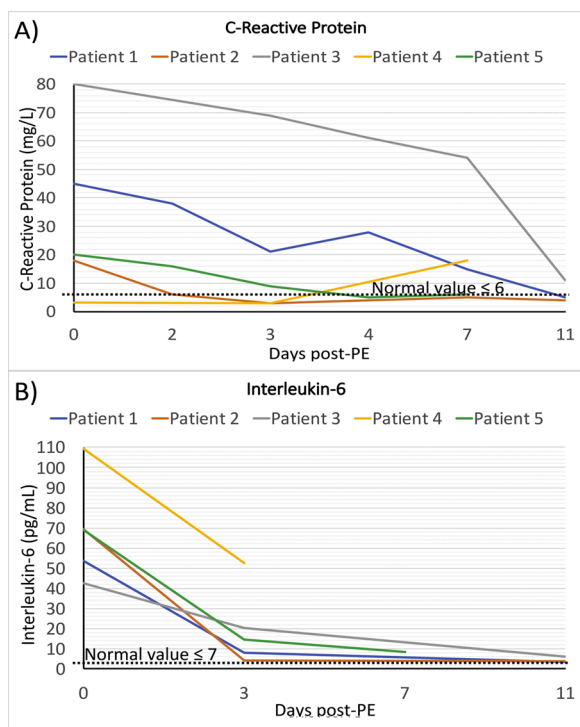 A)
C-Reactive Protein
Patient 1 Patient 2 Patient 3 Patient 4 Patient 5
C-Reactive Protein (mg/L)
80
70
60
50
40
30
20
10
0
Normal value ≤ 6
0 2 3 4 7 11
Days post-PE
B)
Interleukin-6
Patient 1 Patient 2 Patient 3 Patient 4 Patient 5
Interleukin-6 (pg/mL)
110
100
90
80
70
60
50
40
30
20
10
0
Normal value ≤ 7
0 3 7 11
Days post-PE